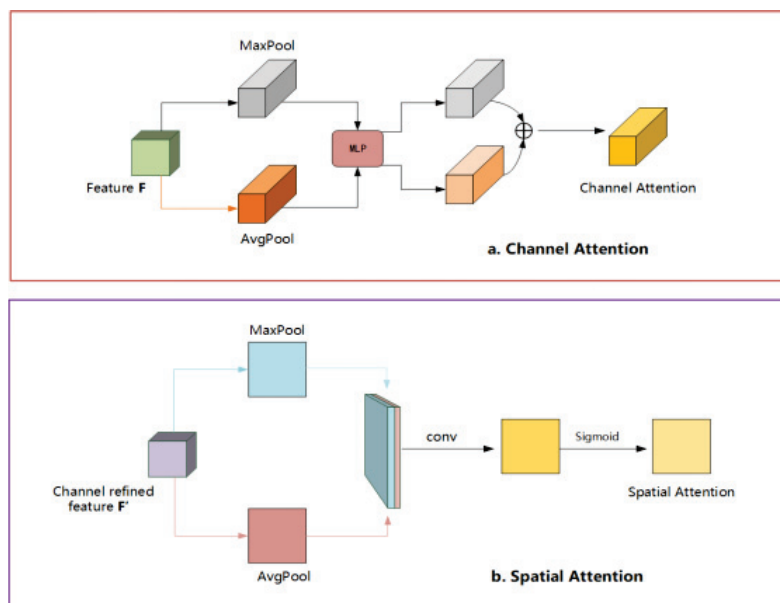 MaxPool
MLP
Feature F
Channel Attention
AvgPool
a. Channel Attention
MaxPool
conv
Sigmoid
Channel refined
feature F'
Spatial Attention
AvgPool
b. Spatial Attention